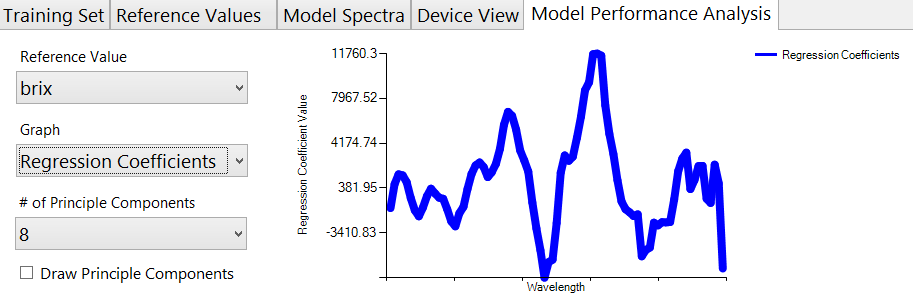 Training Set Reference Values Model Spectra Device View Model Performance Analysis
Reference Value
brix
Graph
Regression Coefficients
# of Principle Components
8
Draw Principle Components
11760.3
7967.52
4174.74
381.95
-3410.83
Regression Coefficient Value
Wavelength
Regression Coefficients